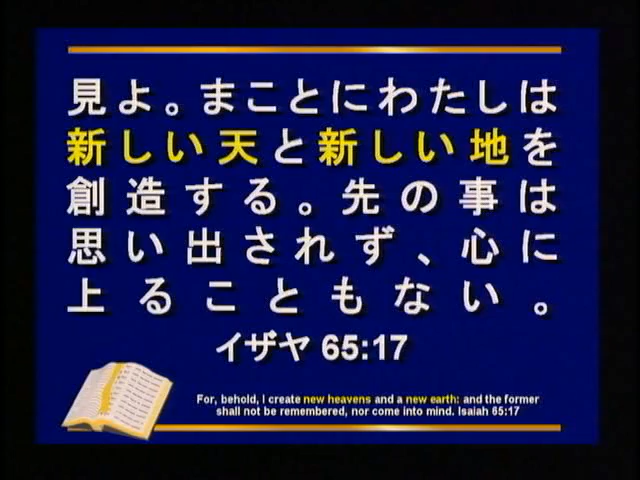 見よ。まことにわたしは
新しい天と新しい地を
創造する。先の事は
思い出されず、心に
上ることもない。
イザヤ 65:17
For, behold, I create new heavens and a new earth: and the former
shall not be remembered, nor come into mind. Isaiah 65:17